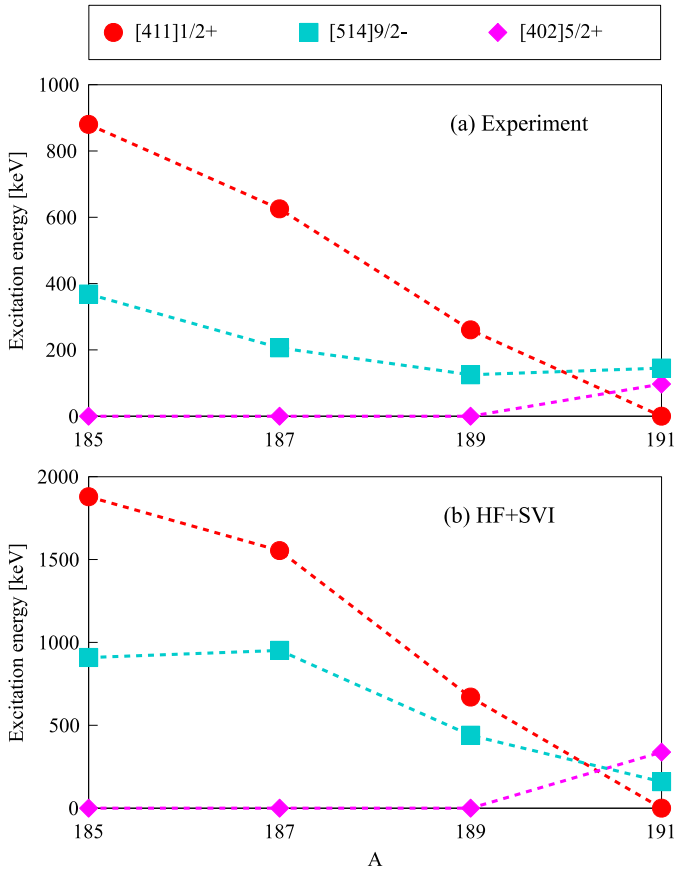 [411]1/2+ [514]9/2- [402]5/2+
(a) Experiment
Excitation energy [keV]
1000
800
600
400
200
0
185 187 189 191
(b) HF+SVI
Excitation energy [keV]
2000
1500
1000
500
0
185 187 189 191
A